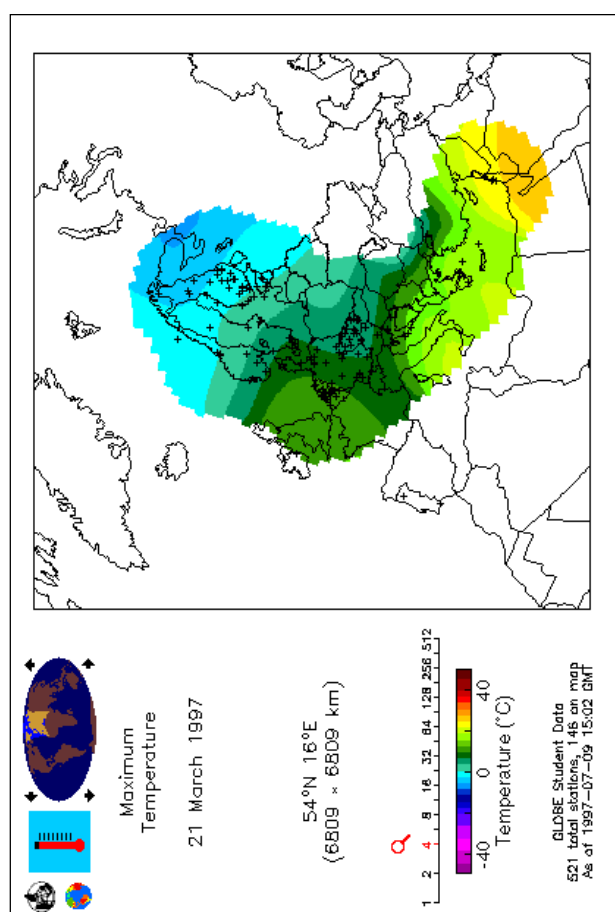 Maximum
Temperature
21 March 1997
54°N 16°E
(6809 × 6809 km)
1 2 4 8 16 32 64 128 256 512
-40 0 40
Temperature (°C)
GLOBE Student Data
521 total stations, 146 on map
As of 1997-07-09 15:02 GMT